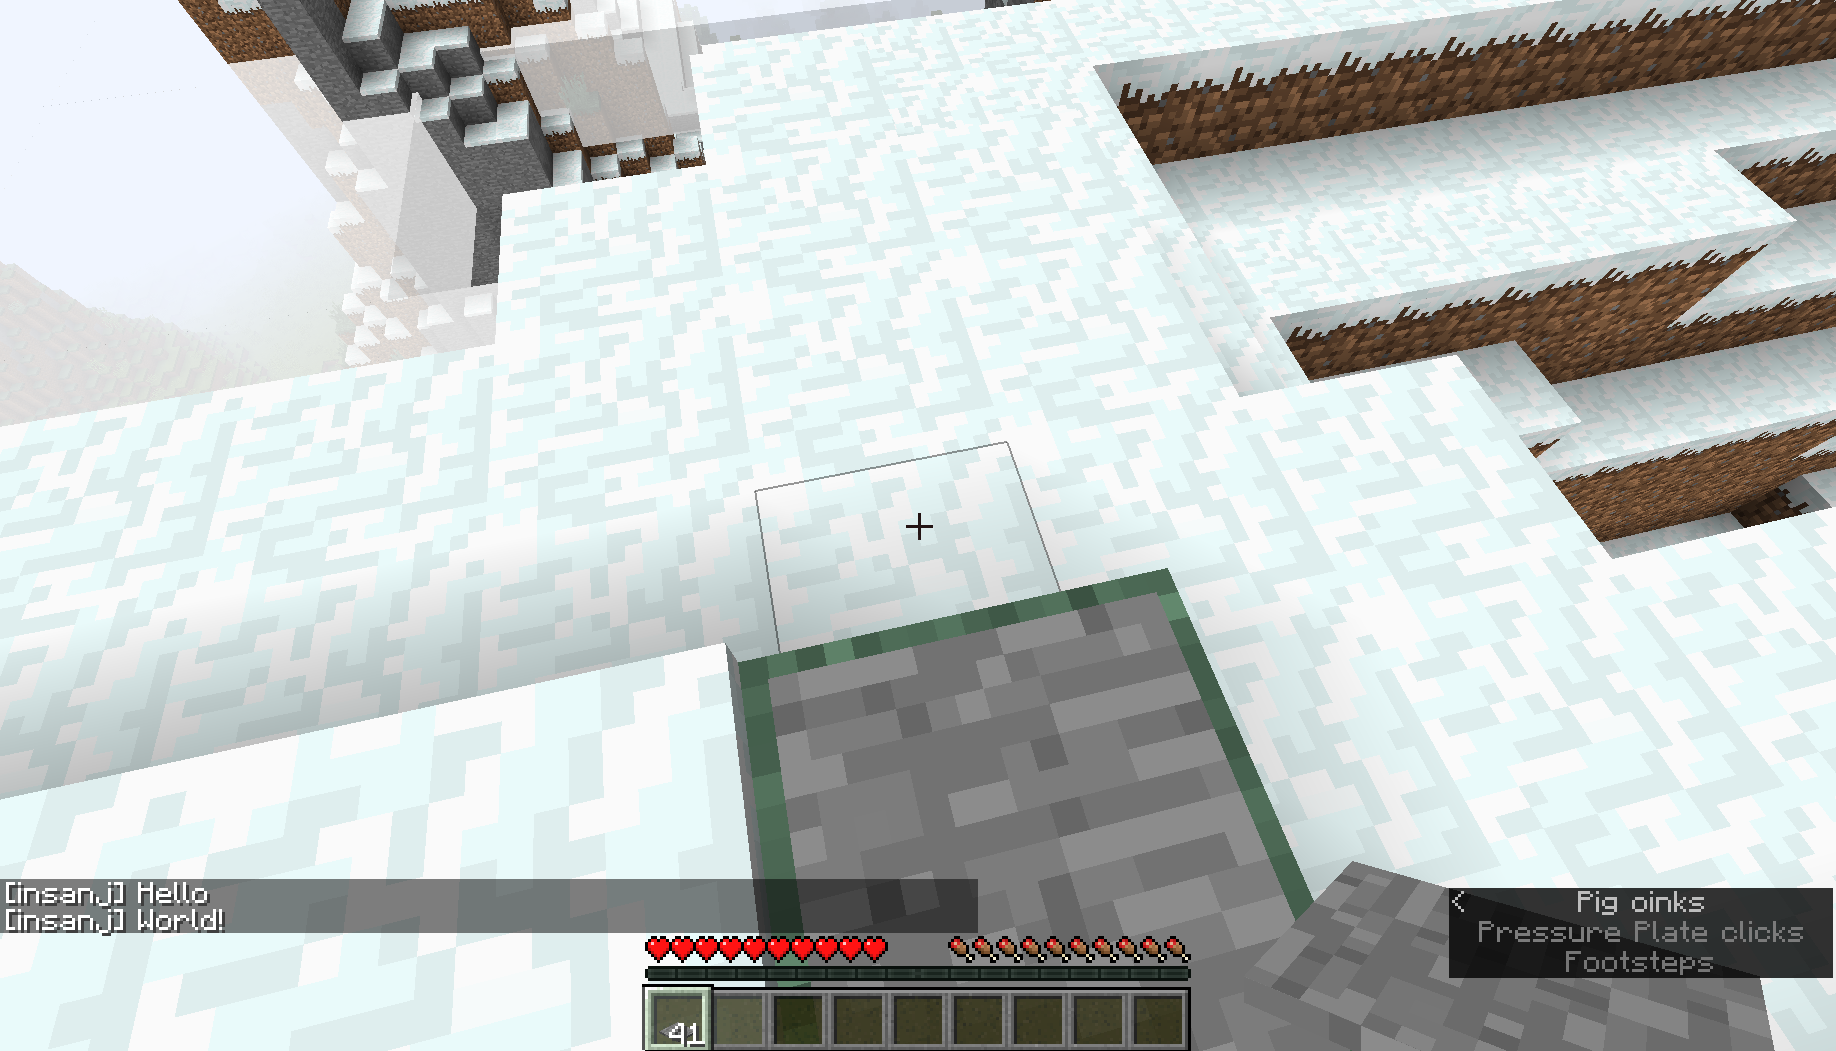 [insanj] Hello
[insanj] World!
< Pig oinks
Pressure Plate clicks
Footsteps
41